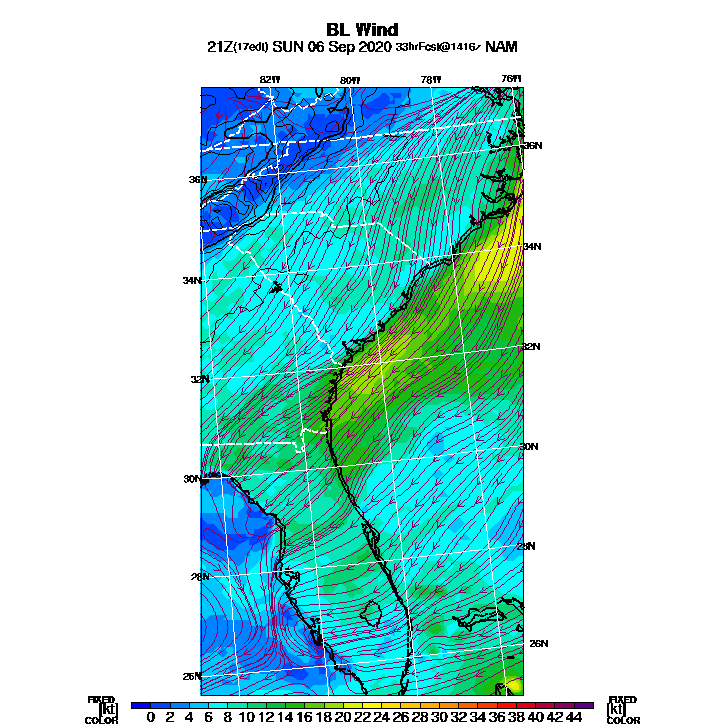 BL Wind
21Z(17edt) SUN 06 Sep 2020 33hrFcst@1416z NAM
82W 80W 78W 76W
36N
36N
34N
34N
32N
32N
30N
30N
28N
28N
26N
26N
FIXED FIXED
[kt] 0 2 4 6 8 10 12 14 16 18 20 22 24 26 28 30 32 34 36 38 40 42 44 [kt]
COLOR COLOR